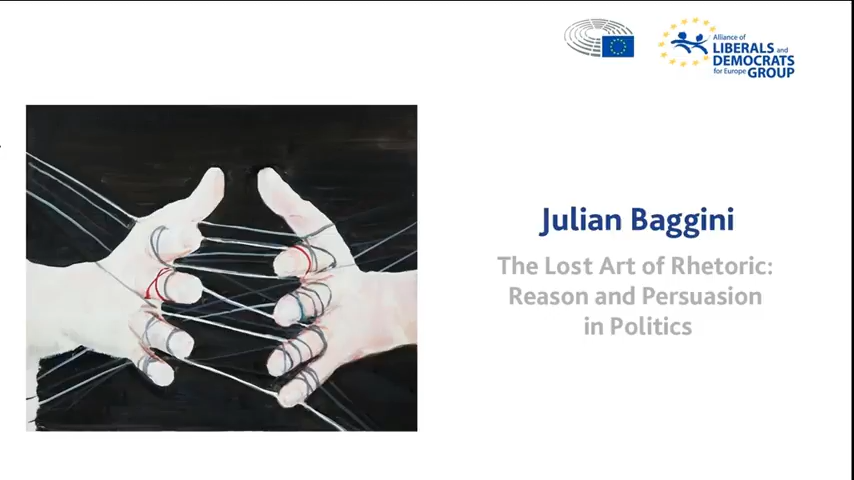 Alliance of
LIBERALS and
DEMOCRATS
for Europe GROUP
Julian Baggini
The Lost Art of Rhetoric:
Reason and Persuasion
in Politics